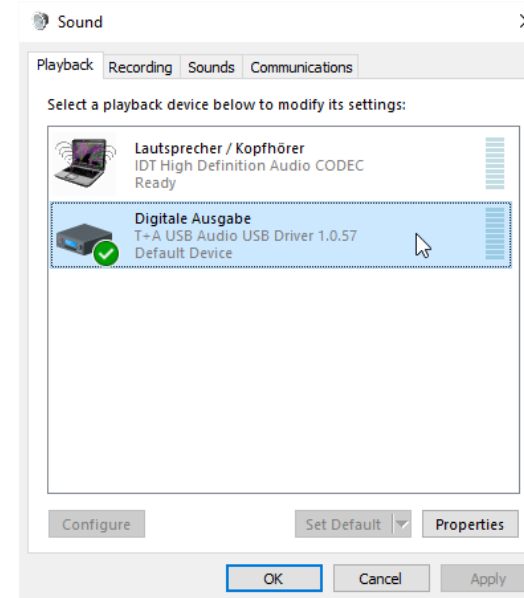 Sound
Playback Recording Sounds Communications
Select a playback device below to modify its settings:
Lautsprecher / Kopfhörer
IDT High Definition Audio CODEC
Ready
Digitale Ausgabe
T+A USB Audio USB Driver 1.0.57
Default Device
Configure Set Default Properties
OK Cancel Apply